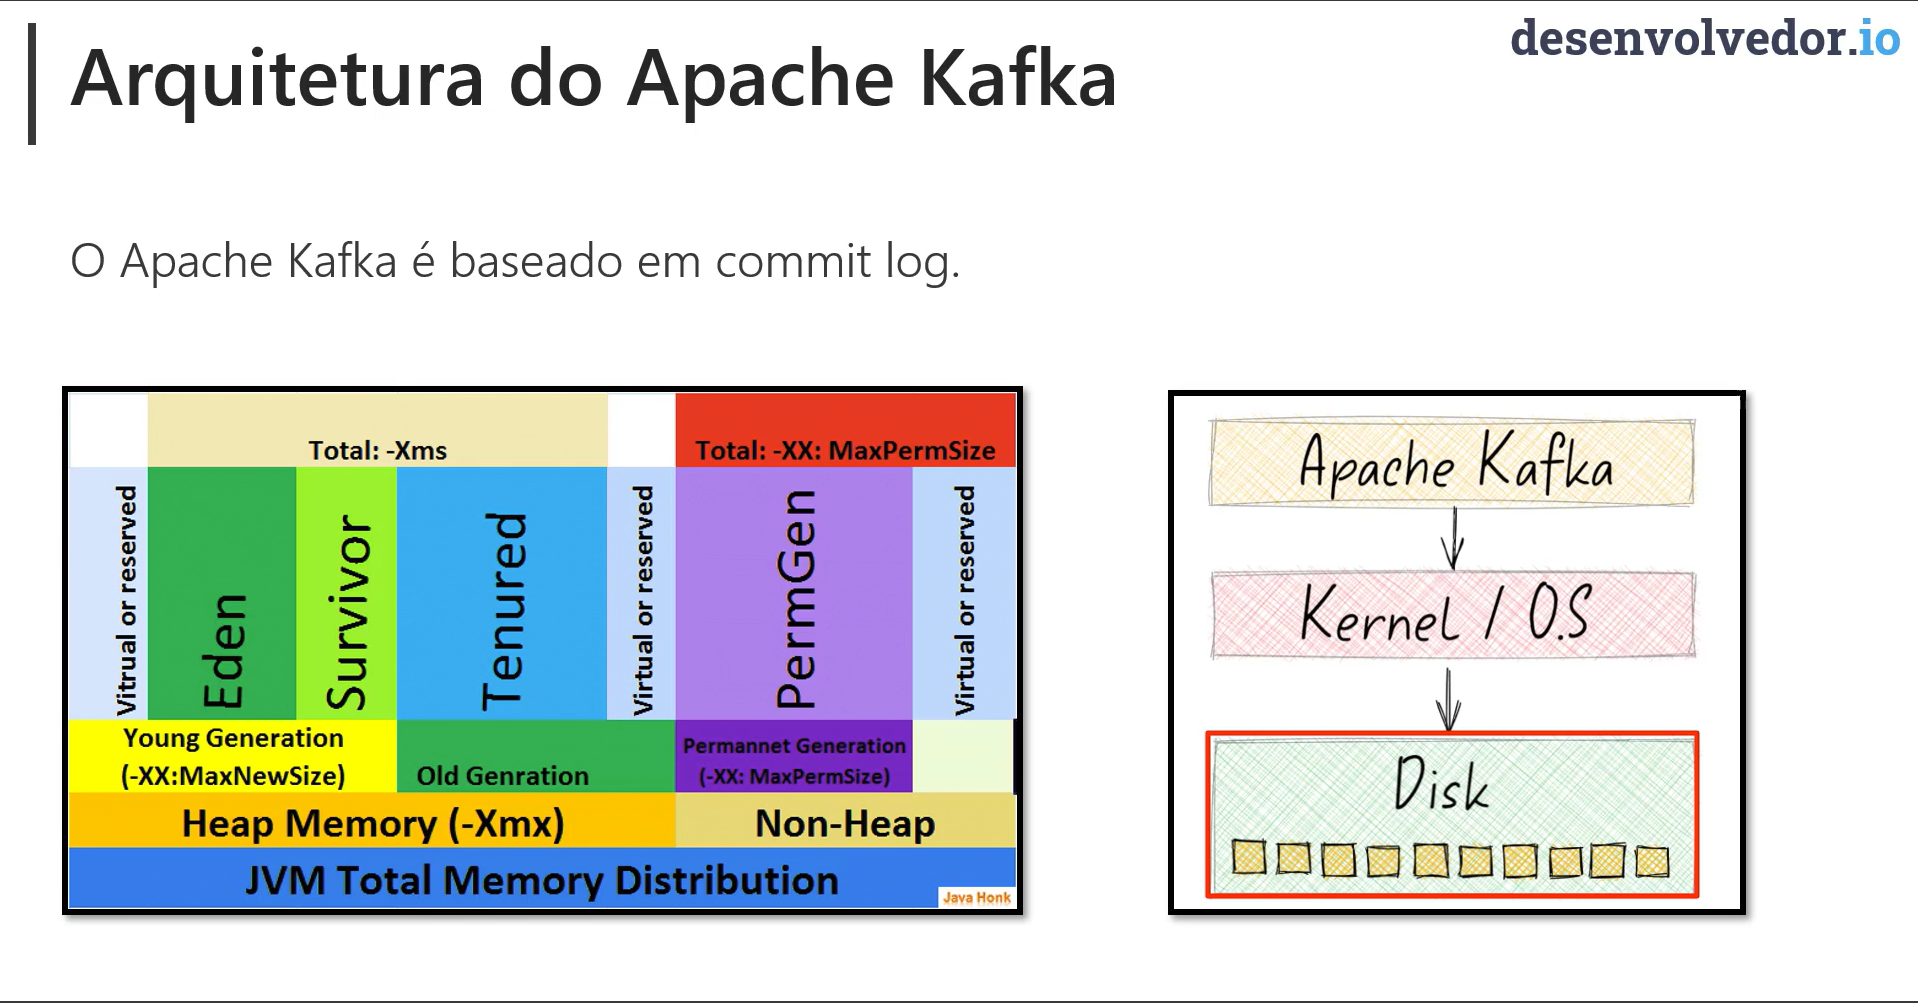 desenvolvedor.io
Arquitetura do Apache Kafka
O Apache Kafka é baseado em commit log.
Total: -Xms
Total: -XX: MaxPermSize
Vitrual or reserved
Eden
Survivor
Tenured
Virtual or reserved
PermGen
Virtual or reserved
Young Generation
(-XX:MaxNewSize)
Old Genration
Permannet Generation
(-XX: MaxPermSize)
Heap Memory (-Xmx)
Non-Heap
JVM Total Memory Distribution
Java Honk
Apache Kafka
Kernel / O.S
Disk